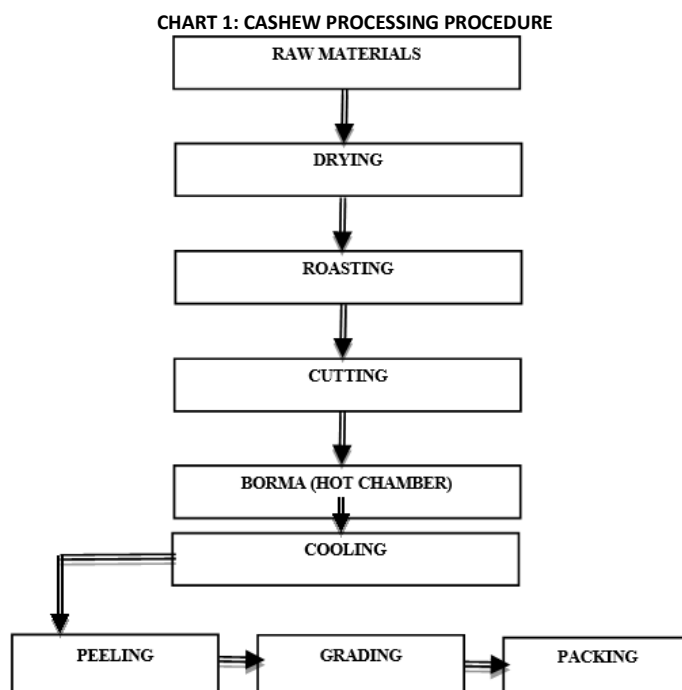 CHART 1: CASHEW PROCESSING PROCEDURE
RAW MATERIALS
DRYING
ROASTING
CUTTING
BORMA (HOT CHAMBER)
COOLING
PEELING
GRADING
PACKING